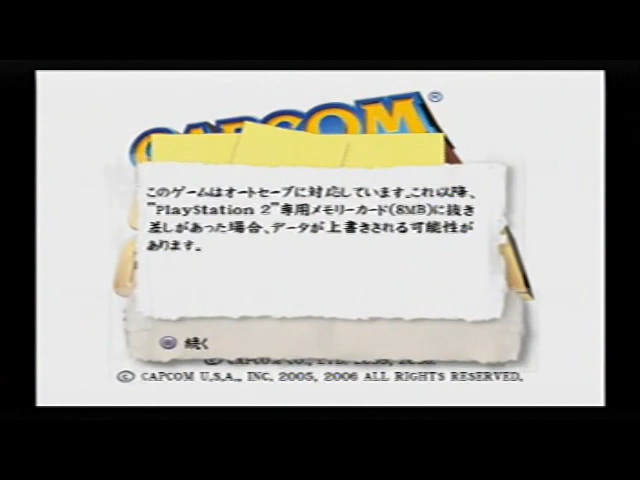 CAPCOM®
このゲームはオートセーブに対応しています。これ以降、
"PlayStation 2"専用メモリーカード(8MB)に抜き
差しがあった場合、データが上書きされる可能性が
あります。
続く
© CAPCOM U.S.A., INC. 2005, 2006 ALL RIGHTS RESERVED.